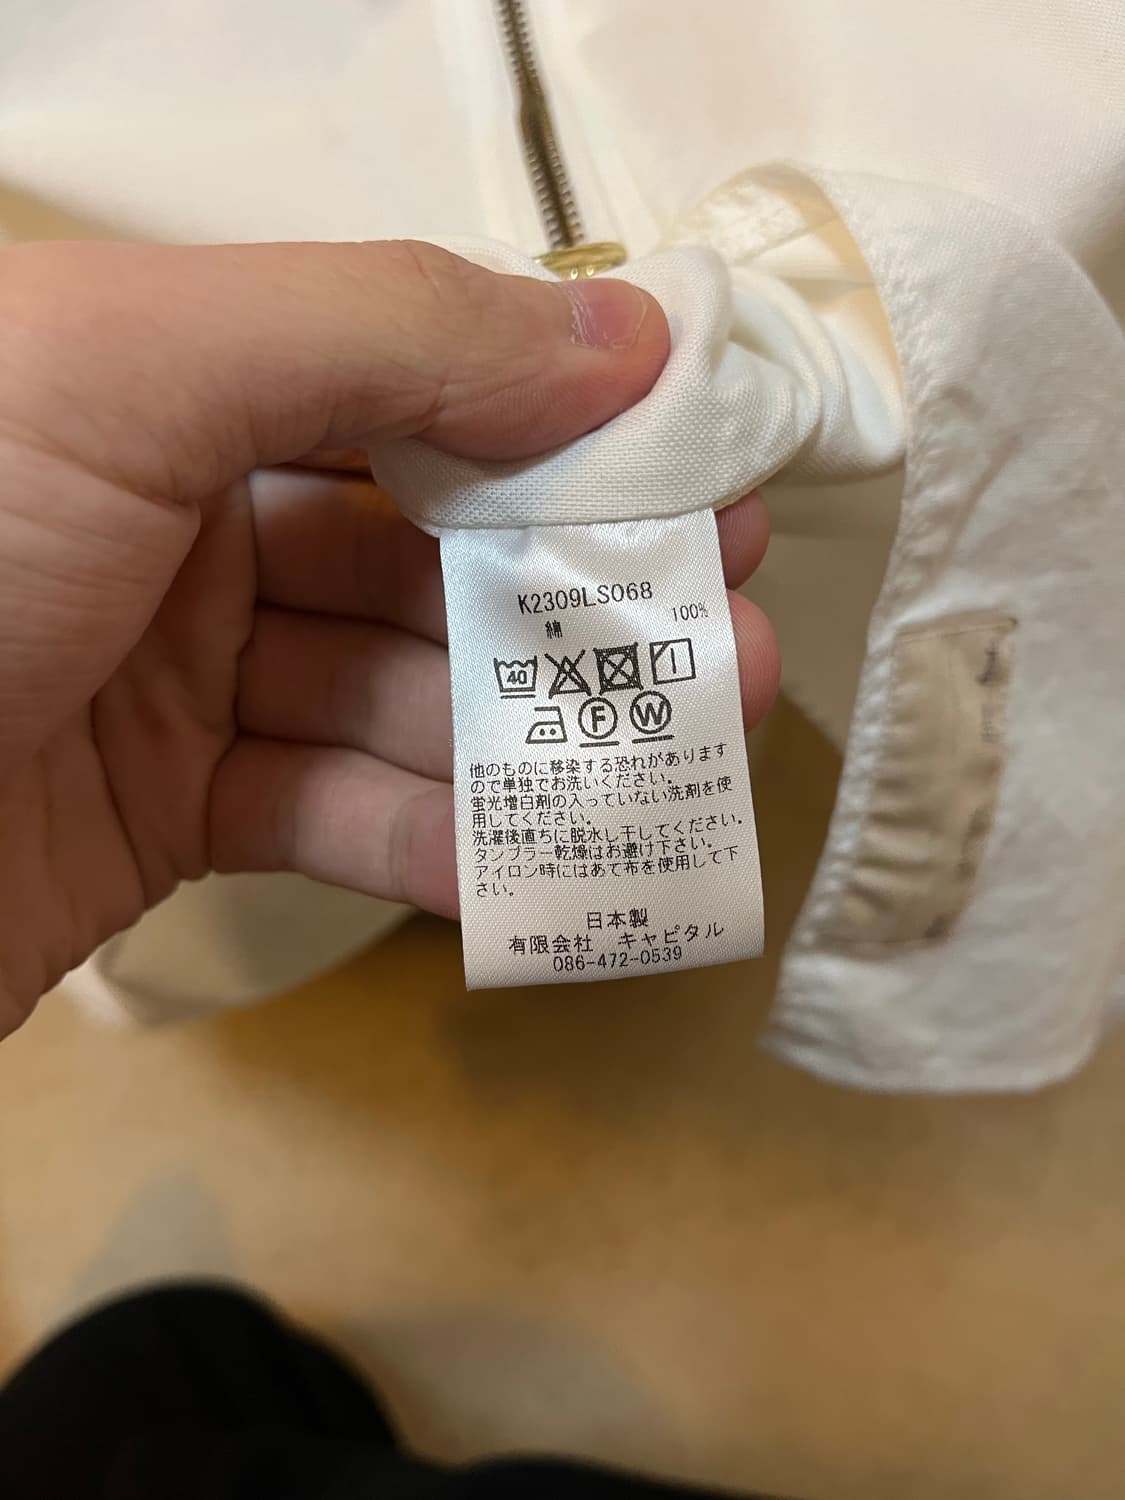 K2309LS068
綿 100%
40
F W
他のものに移染する恐れがあります
ので単独でお洗いください。
蛍光増白剤の入っていない洗剤を使
用してください。
洗濯後直ちに脱水し干してください。
タンブラー乾燥はお避け下さい。
アイロン時にはあて布を使用して下
さい。
日本製
有限会社 キャピタル
086-472-0539